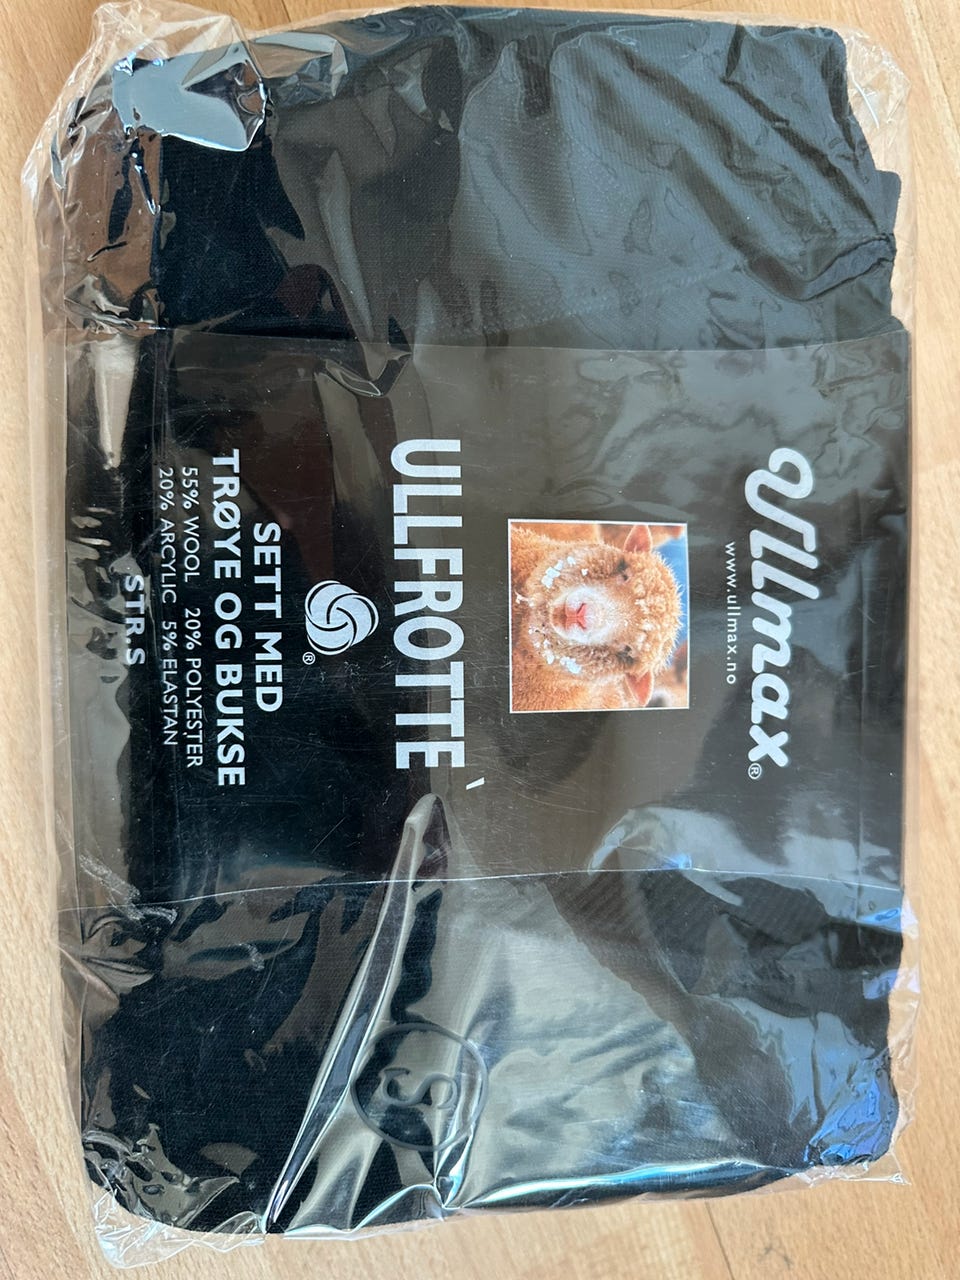 Ullmax®
www.ullmax.no
ULLFROTTE`
®
SETT MED
TRØYE OG BUKSE
55% WOOL 20% POLYESTER
20% ARCYLIC 5% ELASTAN
STR.S
S